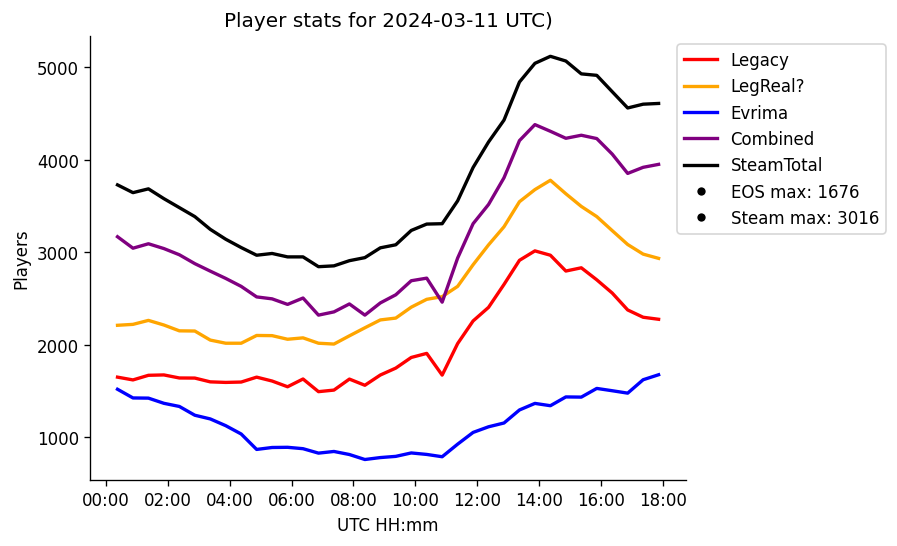 Player stats for 2024-03-11 UTC)
Players
5000
4000
3000
2000
1000
00:00 02:00 04:00 06:00 08:00 10:00 12:00 14:00 16:00 18:00
UTC HH:mm
Legacy
LegReal?
Evrima
Combined
SteamTotal
EOS max: 1676
Steam max: 3016